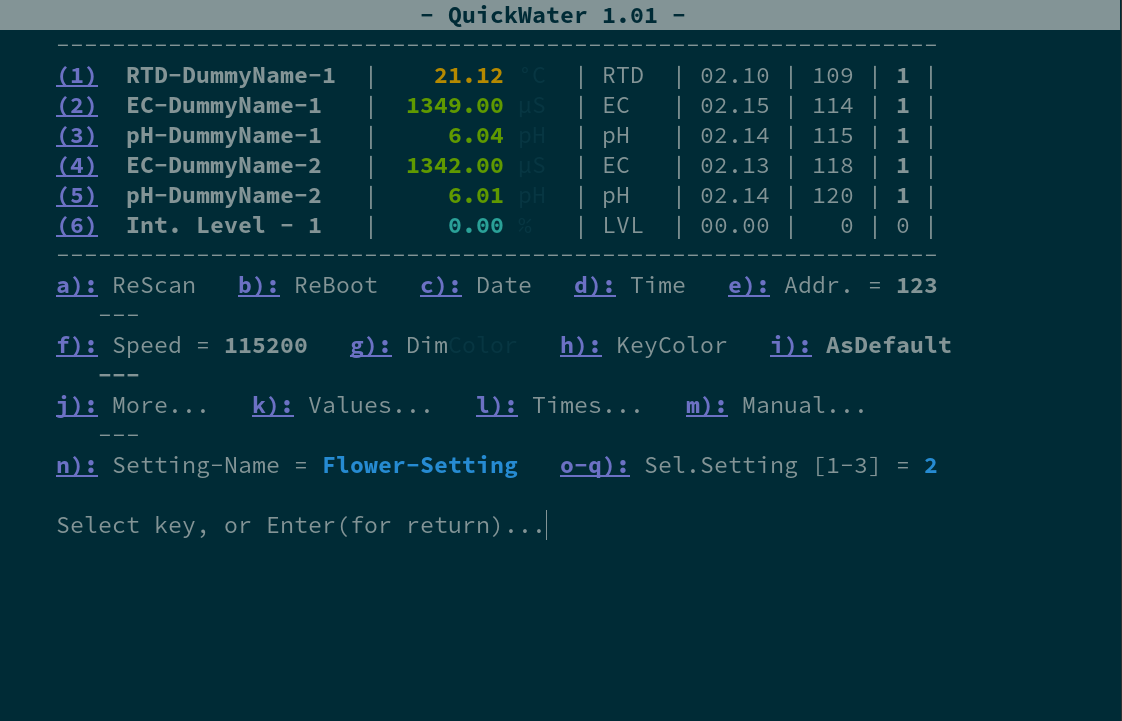 - QuickWater 1.01 -
---------------------------------------------------------------
(1)  RTD-DummyName-1  |    21.12 °C  | RTD  | 02.10 | 109 | 1 |
(2)  EC-DummyName-1   |  1349.00 µS  | EC   | 02.15 | 114 | 1 |
(3)  pH-DummyName-1   |     6.04 pH  | pH   | 02.14 | 115 | 1 |
(4)  EC-DummyName-2   |  1342.00 µS  | EC   | 02.13 | 118 | 1 |
(5)  pH-DummyName-2   |     6.01 pH  | pH   | 02.14 | 120 | 1 |
(6)  Int. Level - 1   |     0.00 %   | LVL  | 00.00 |   0 | 0 |
---------------------------------------------------------------
a): ReScan   b): ReBoot   c): Date   d): Time   e): Addr. = 123
---
f): Speed = 115200   g): DimColor   h): KeyColor   i): AsDefault
---
j): More...   k): Values...   l): Times...   m): Manual...
---
n): Setting-Name = Flower-Setting   o-q): Sel.Setting [1-3] = 2
Select key, or Enter(for return)...